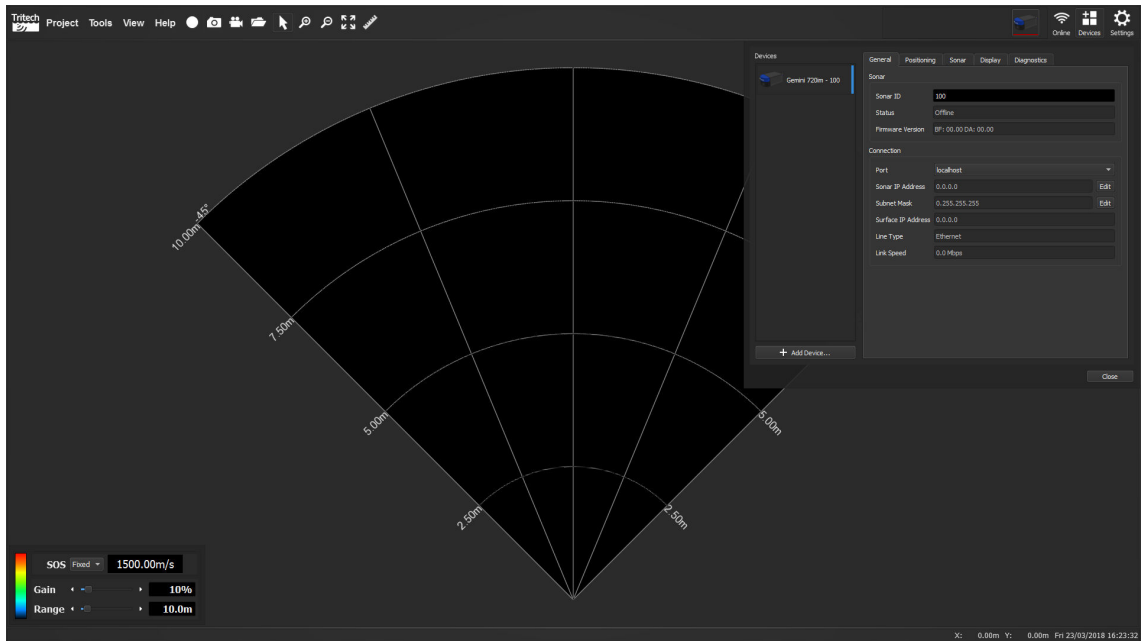 Tritech Project Tools View Help
Online Devices Settings
Devices
Gemini 720im - 100
+ Add Device...
General Positioning Sonar Display Diagnostics
Sonar
Sonar ID 100
Status Offline
Firmware Version BF: 00.00 DA: 00.00
Connection
Port localhost
Sonar IP Address 0.0.0.0 Edit
Subnet Mask 0.255.255.255 Edit
Surface IP Address 0.0.0.0
Line Type Ethernet
Link Speed 0.0 Mbps
Close
-45°
10.00m
7.50m
5.00m
5.00m
2.50m
2.50m
SOS Fixed 1500.00m/s
Gain 10%
Range 10.0m
X: 0.00m Y: 0.00m Fri 23/03/2018 16:23:32